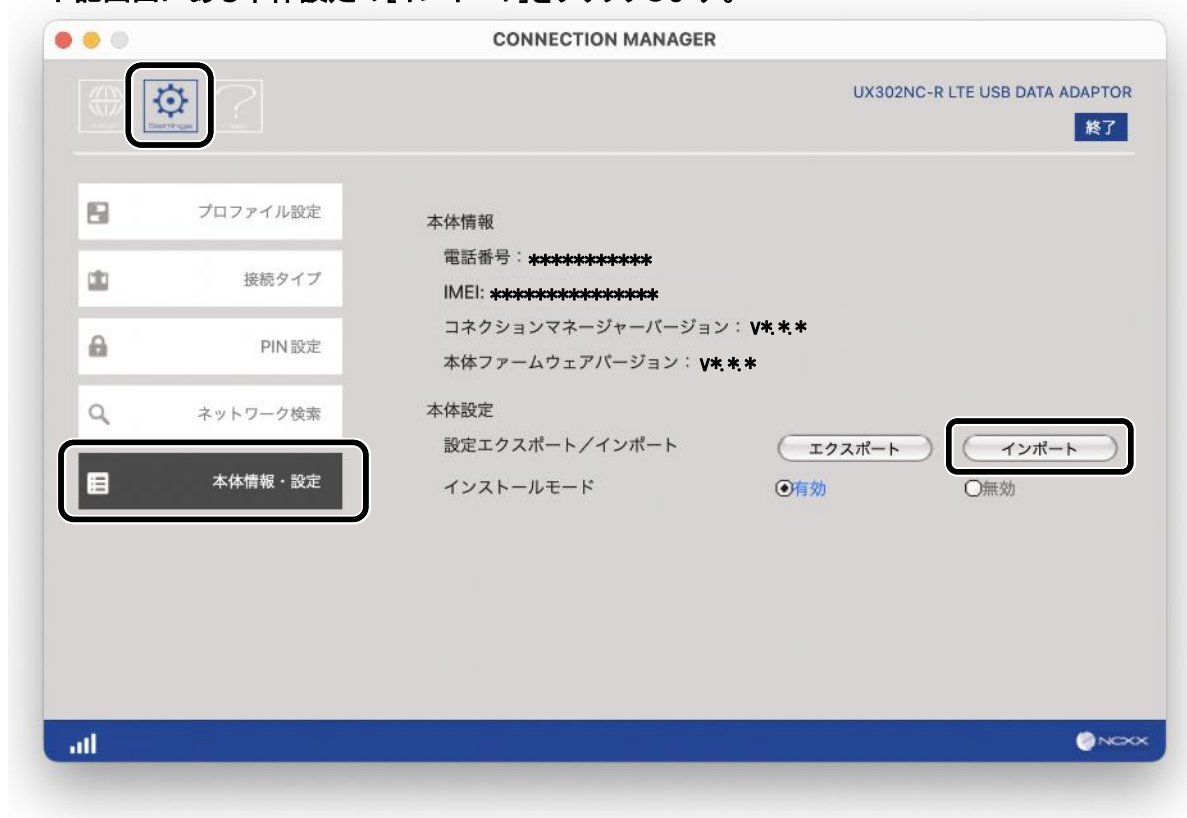 CONNECTION MANAGER
Settings
UX302NC-R LTE USB DATA ADAPTOR
終了
プロファイル設定
接続タイプ
PIN 設定
ネットワーク検索
本体情報・設定
本体情報
電話番号：***********
IMEI: ***************
コネクションマネージャーバージョン： V*.*.*
本体ファームウェアバージョン： V*.*.*
本体設定
設定エクスポート／インポート
エクスポート
インポート
インストールモード
有効
無効
NCXX